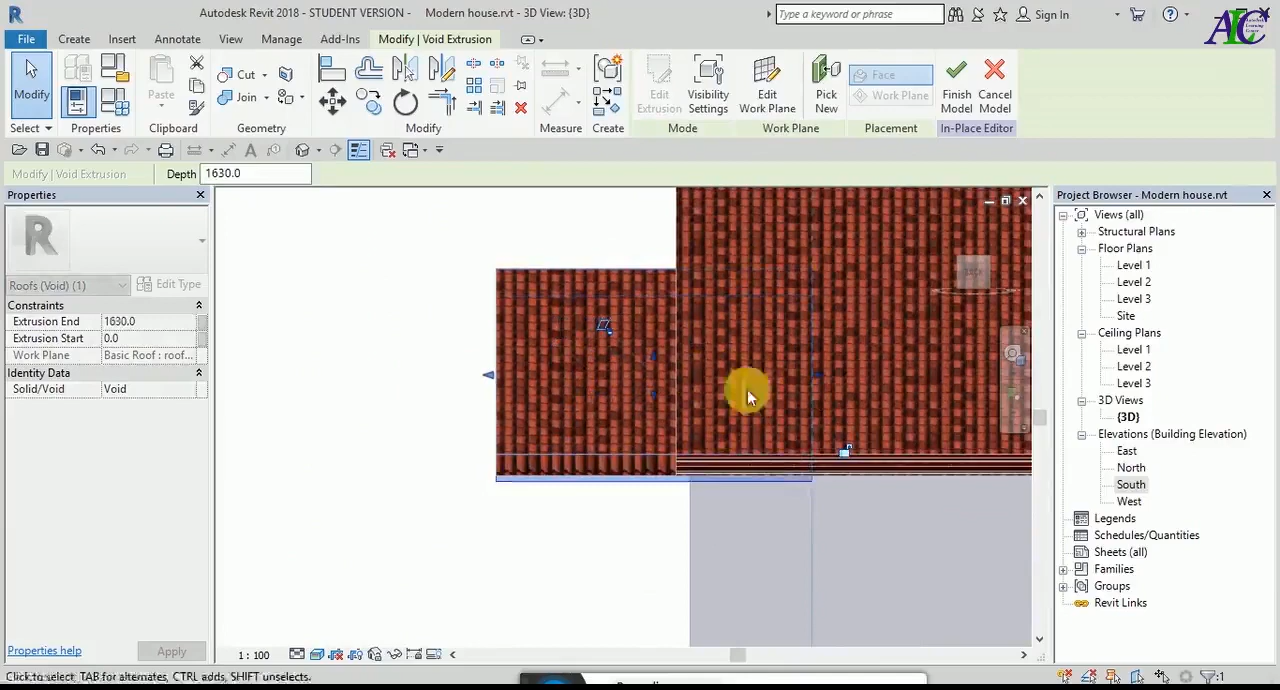 Autodesk Revit 2018 - STUDENT VERSION - Modern house.rvt - 3D View: {3D}
Type a keyword or phrase
Sign In
ALC
File Create Insert Annotate View Manage Add-Ins Modify | Void Extrusion
Modify
Paste
Cut
Join
Edit Extrusion
Visibility Settings
Edit Work Plane
Pick New
Face
Work Plane
Finish Model
Cancel Model
Select Properties Clipboard Geometry Modify Measure Create Mode Work Plane Placement In-Place Editor
Modify | Void Extrusion Depth 1630.0
Properties
R
Roofs (Void) (1) Edit Type
Constraints
Extrusion End 1630.0
Extrusion Start 0.0
Work Plane Basic Roof : roof...
Identity Data
Solid/Void Void
Properties help Apply
1 : 100
Project Browser - Modern house.rvt
Views (all)
Structural Plans
Floor Plans
Level 1
Level 2
Level 3
Site
Ceiling Plans
Level 1
Level 2
Level 3
3D Views
{3D}
Elevations (Building Elevation)
East
North
South
West
Legends
Schedules/Quantities
Sheets (all)
Families
Groups
Revit Links
Click to select, TAB for alternates, CTRL adds, SHIFT unselects.
:1